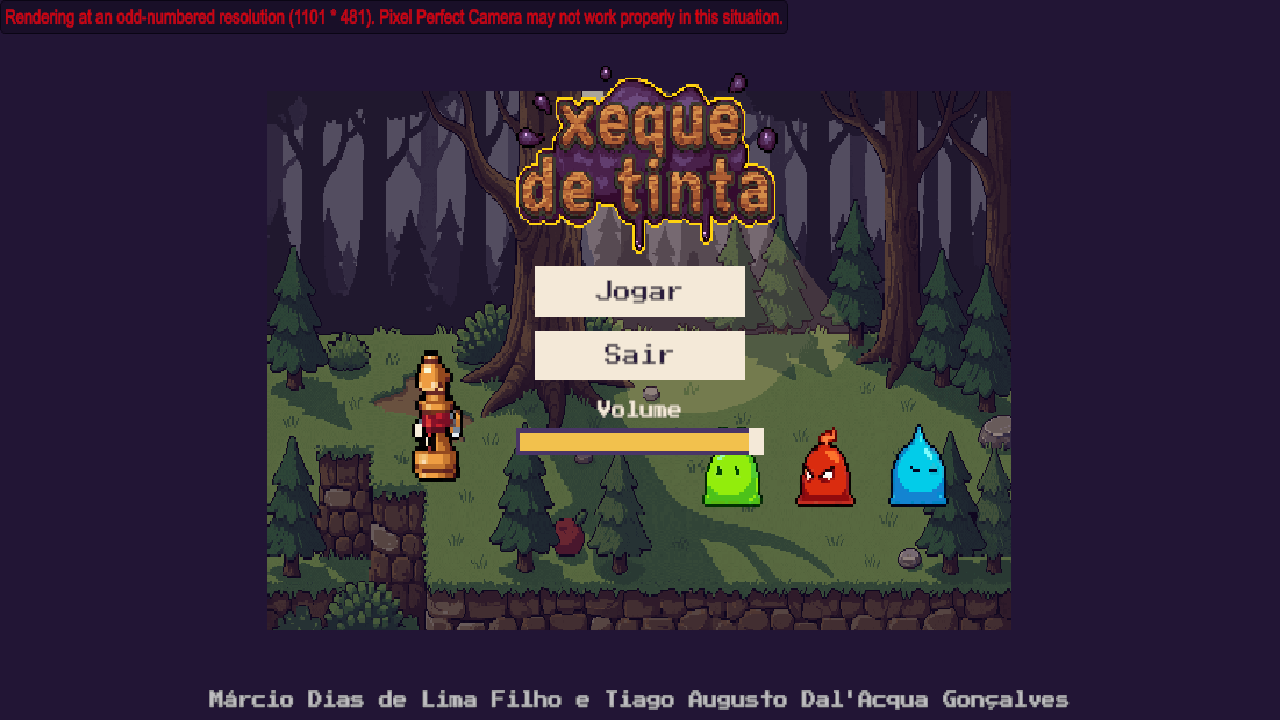 Rendering at an odd-numbered resolution (1101 * 481). Pixel Perfect Camera may not work properly in this situation.
xeque
de tinta
Jogar
Sair
Volume
Márcio Dias de Lima Filho e Tiago Augusto Dal'Acqua Gonçalves